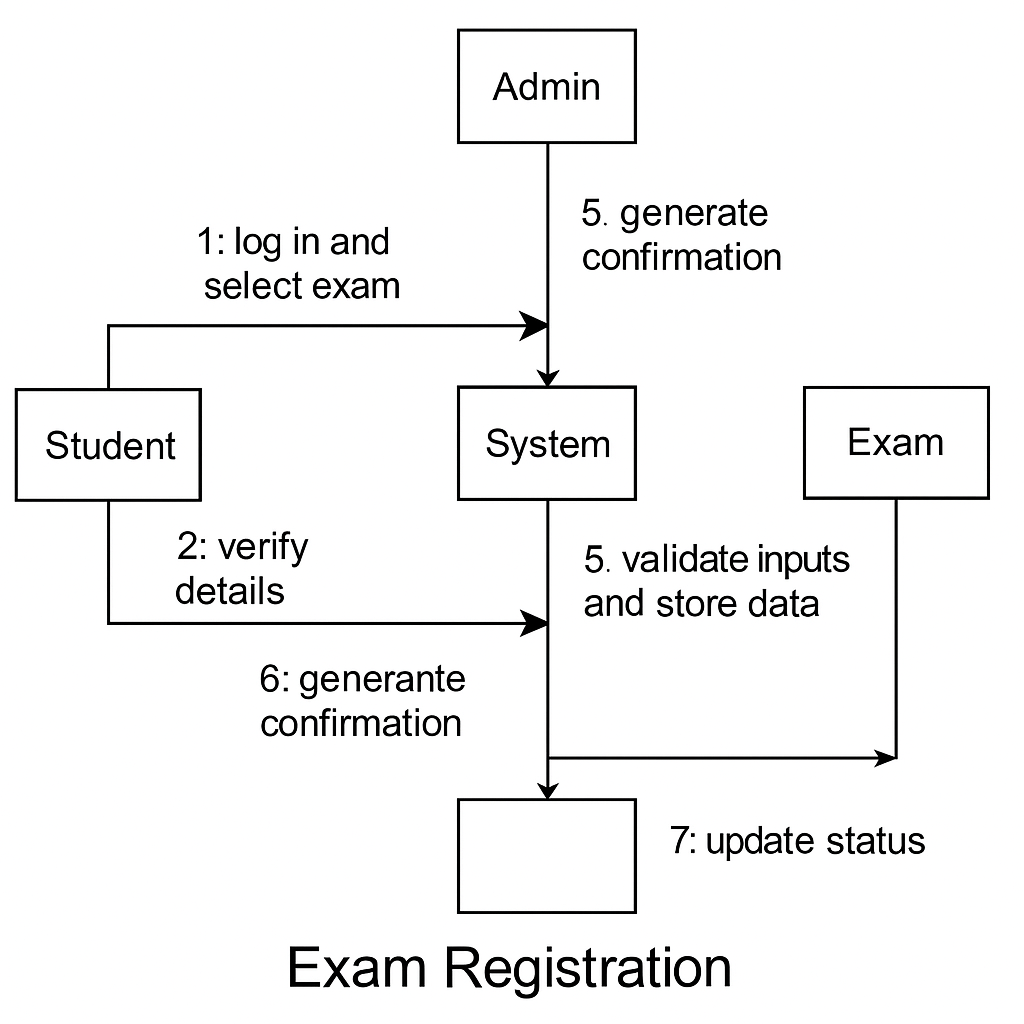 Admin
5. generate
confirmation
1: log in and
select exam
Student
System
Exam
2: verify
details
5. validate inputs
and store data
6: generante
confirmation
7: update status
Exam Registration